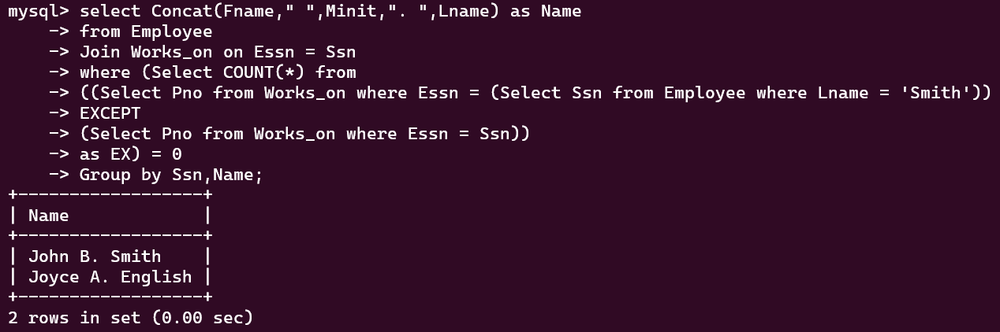 mysql> select Concat(Fname," ",Minit,". ",Lname) as Name
    -> from Employee
    -> Join Works_on on Essn = Ssn
    -> where (Select COUNT(*) from
    -> ((Select Pno from Works_on where Essn = (Select Ssn from Employee where Lname = 'Smith'))
    -> EXCEPT
    -> (Select Pno from Works_on where Essn = Ssn))
    -> as EX) = 0
    -> Group by Ssn,Name;
+------------------+
| Name             |
+------------------+
| John B. Smith    |
| Joyce A. English |
+------------------+
2 rows in set (0.00 sec)